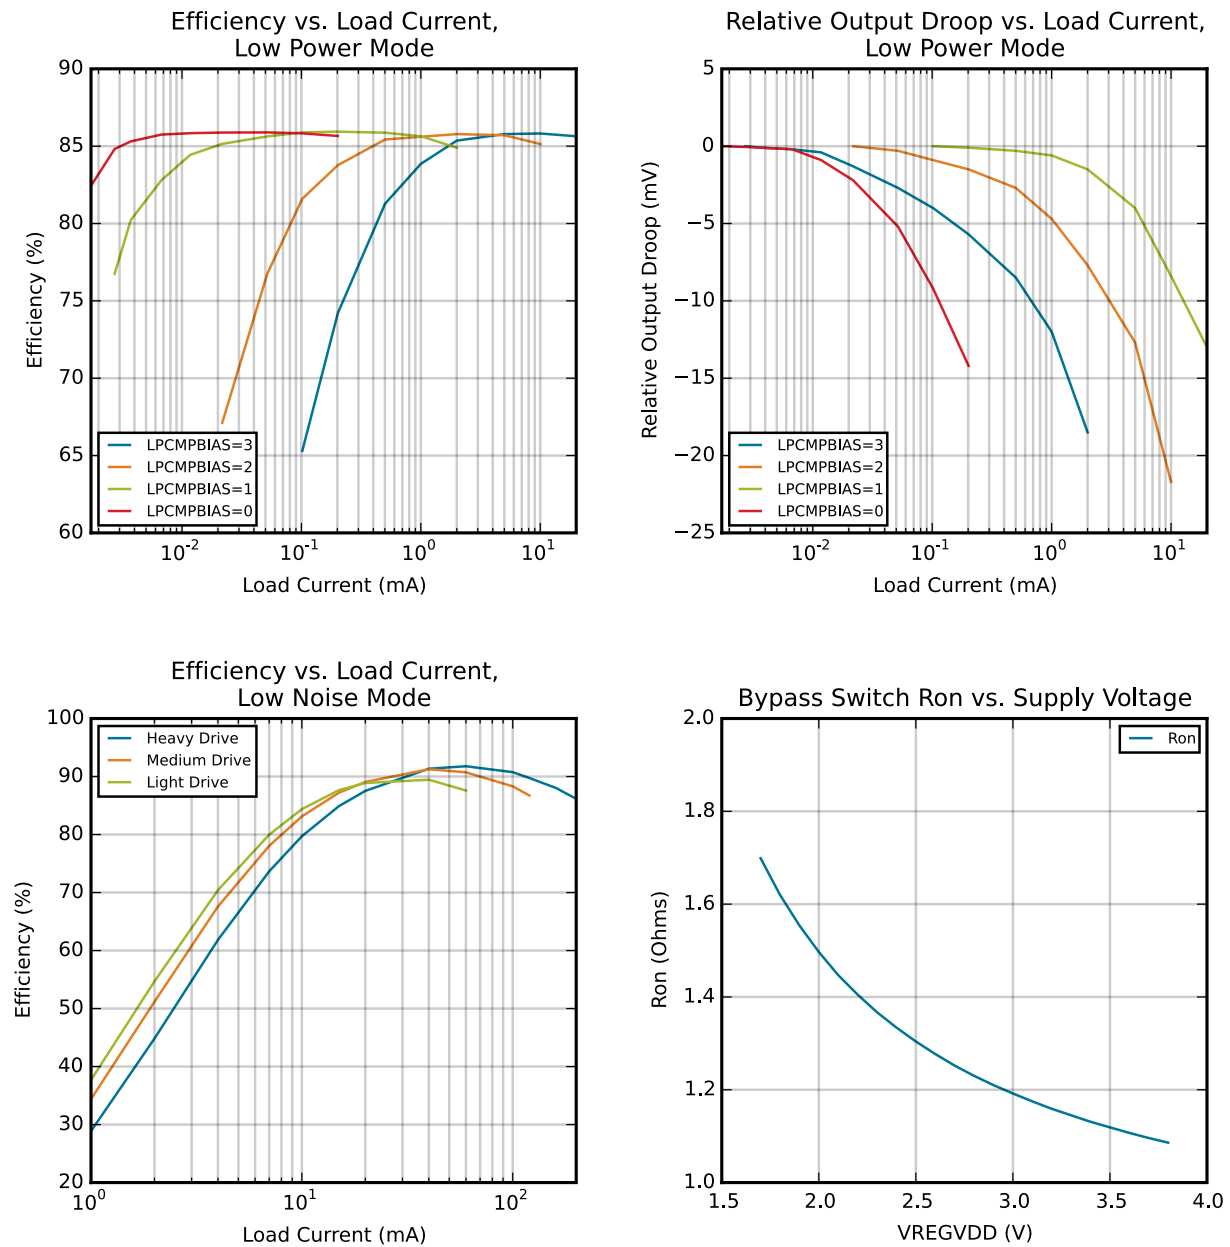 Efficiency vs. Load Current,
Low Power Mode
90
85
80
75
70
65
60
Efficiency (%)
LPCMPBIAS=3
LPCMPBIAS=2
LPCMPBIAS=1
LPCMPBIAS=0
10⁻² 10⁻¹ 10⁰ 10¹
Load Current (mA)
Relative Output Droop vs. Load Current,
Low Power Mode
5
0
−5
−10
−15
−20
−25
Relative Output Droop (mV)
LPCMPBIAS=3
LPCMPBIAS=2
LPCMPBIAS=1
LPCMPBIAS=0
10⁻² 10⁻¹ 10⁰ 10¹
Load Current (mA)
Efficiency vs. Load Current,
Low Noise Mode
100
90
80
70
60
50
40
30
20
Efficiency (%)
Heavy Drive
Medium Drive
Light Drive
10⁰ 10¹ 10²
Load Current (mA)
Bypass Switch Ron vs. Supply Voltage
2.0
1.8
1.6
1.4
1.2
1.0
Ron (Ohms)
Ron
1.5 2.0 2.5 3.0 3.5 4.0
VREGVDD (V)